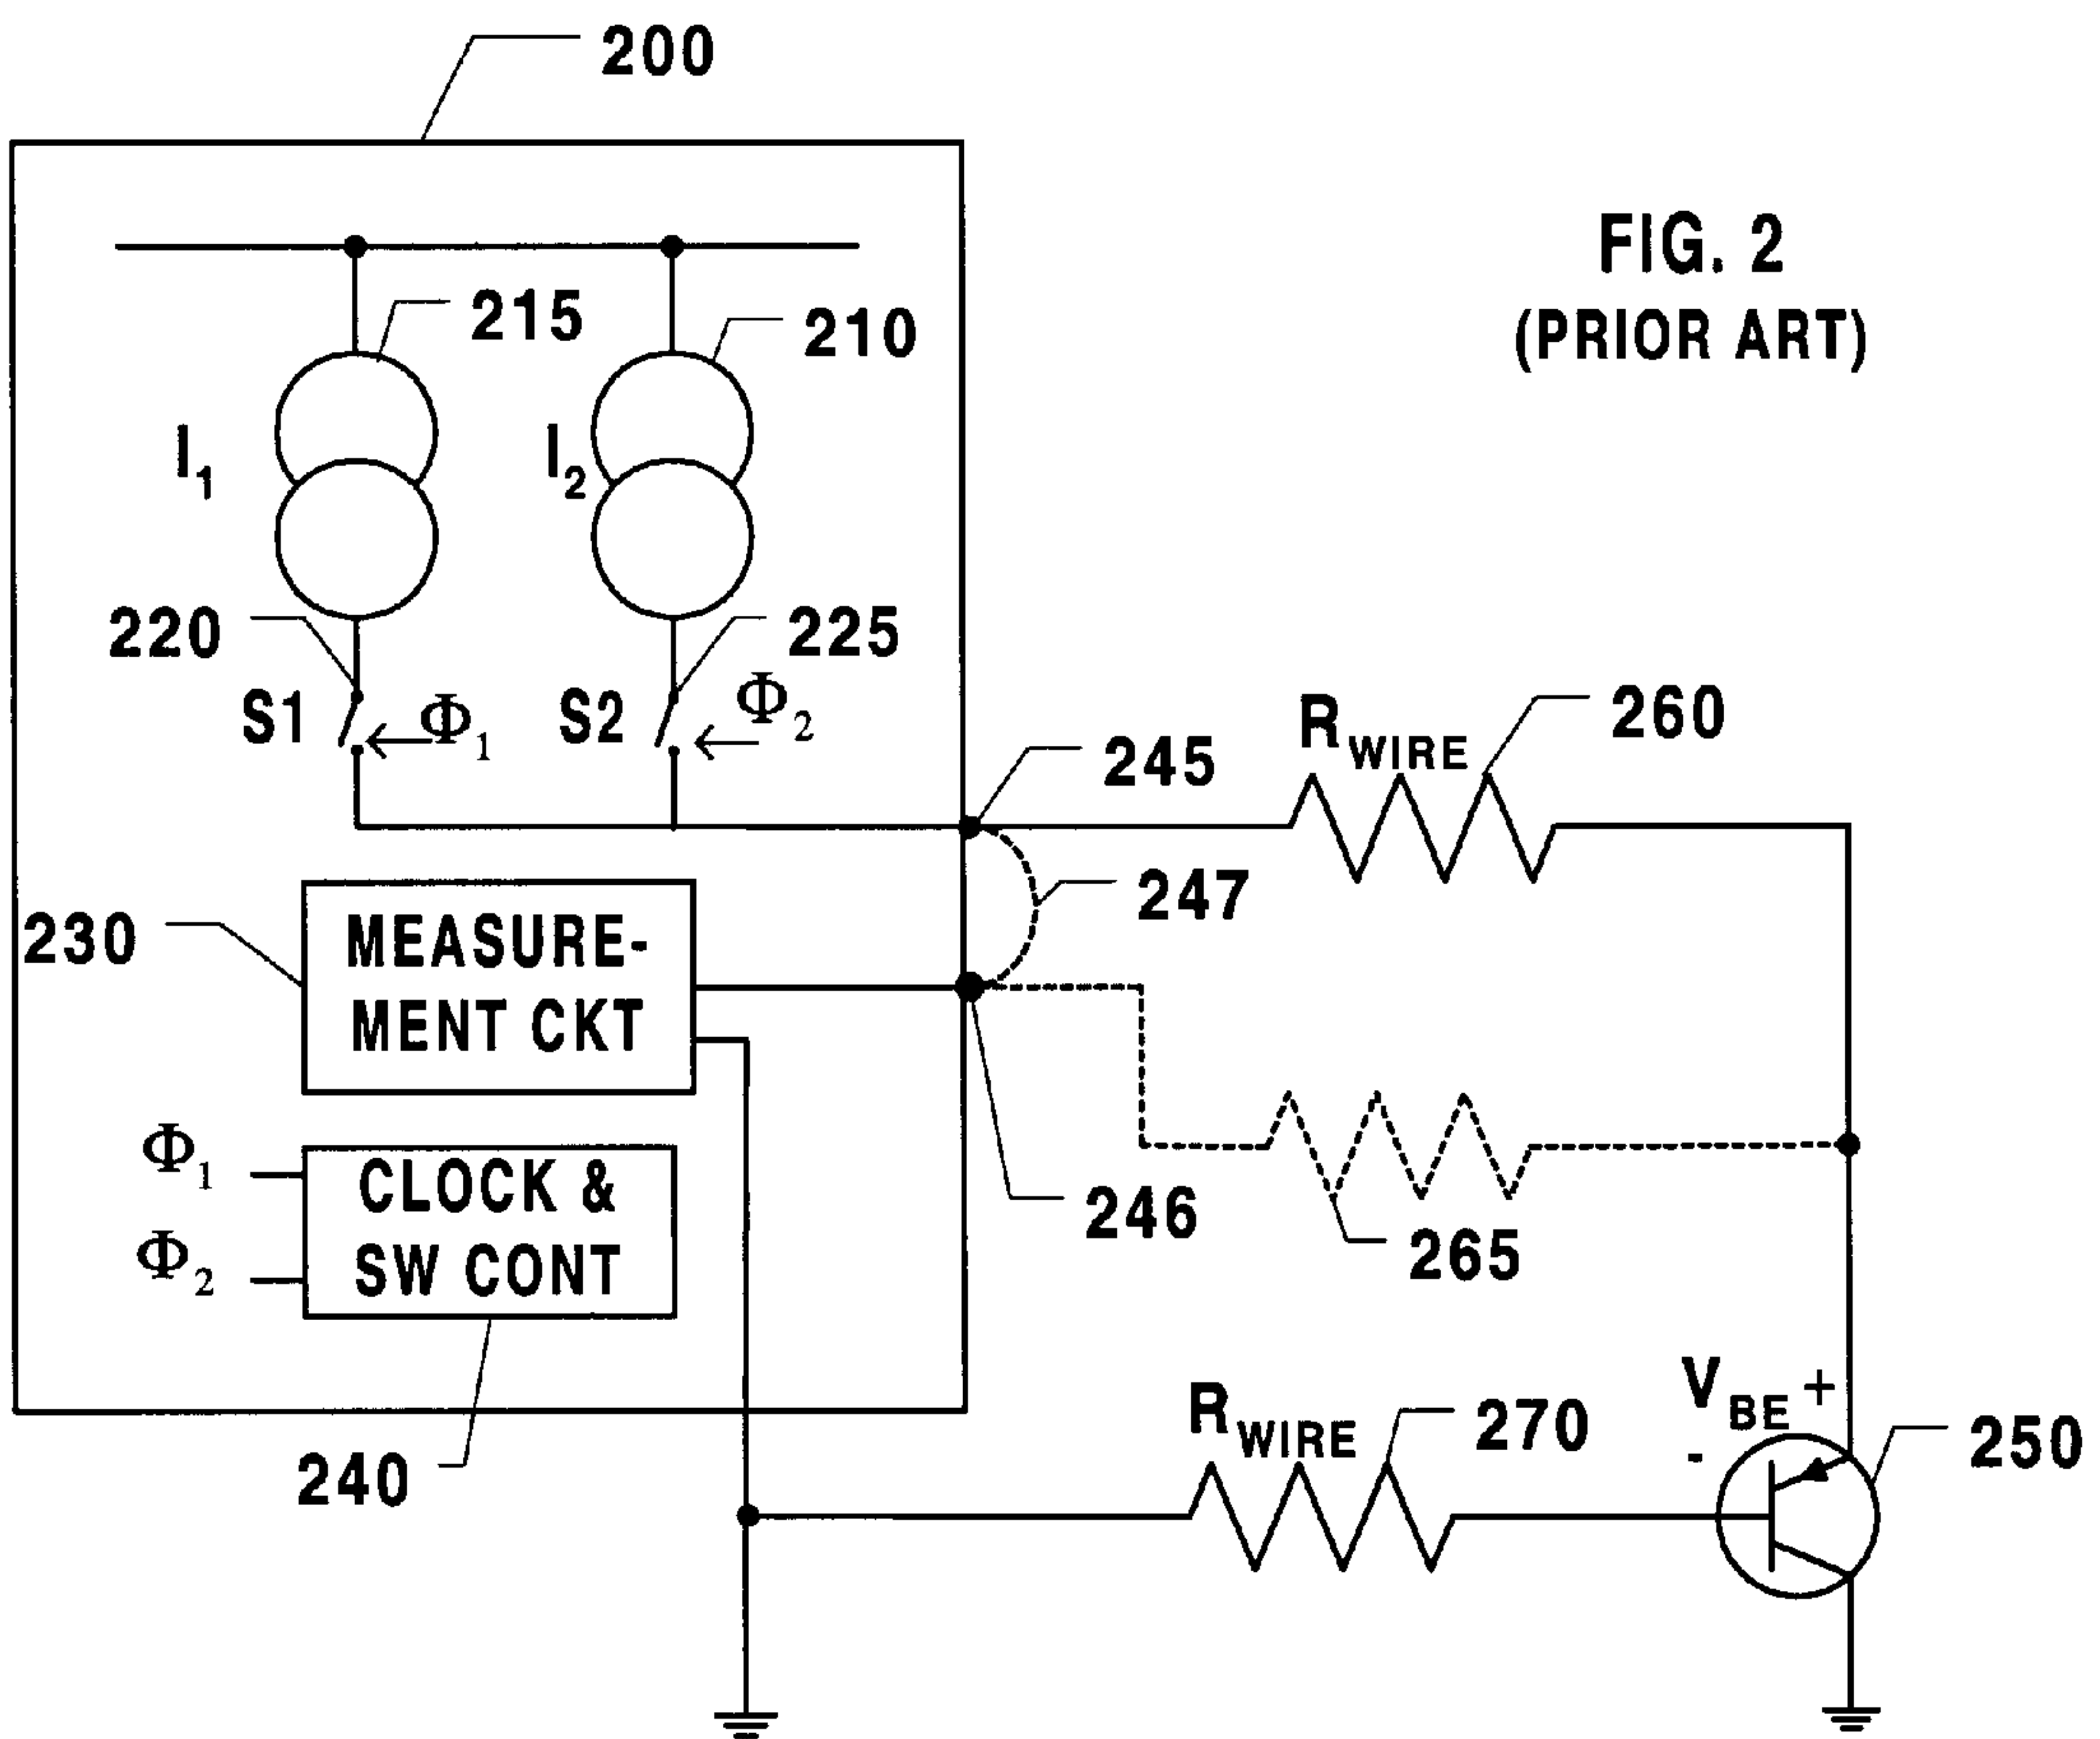 200
FIG. 2
(PRIOR ART)
215
210
I1
I2
220
225
S1
Φ1
S2
Φ2
RWIRE
260
245
247
230
MEASURE-
MENT CKT
Φ1
Φ2
CLOCK &
SW CONT
246
265
240
RWIRE
270
VBE +
-
250